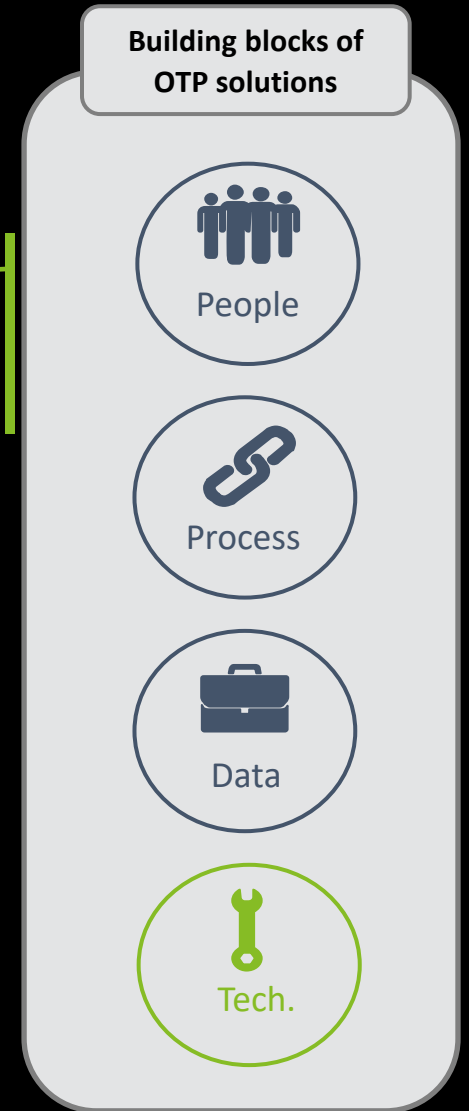 Building blocks of
OTP solutions
People
Process
Data
Tech.